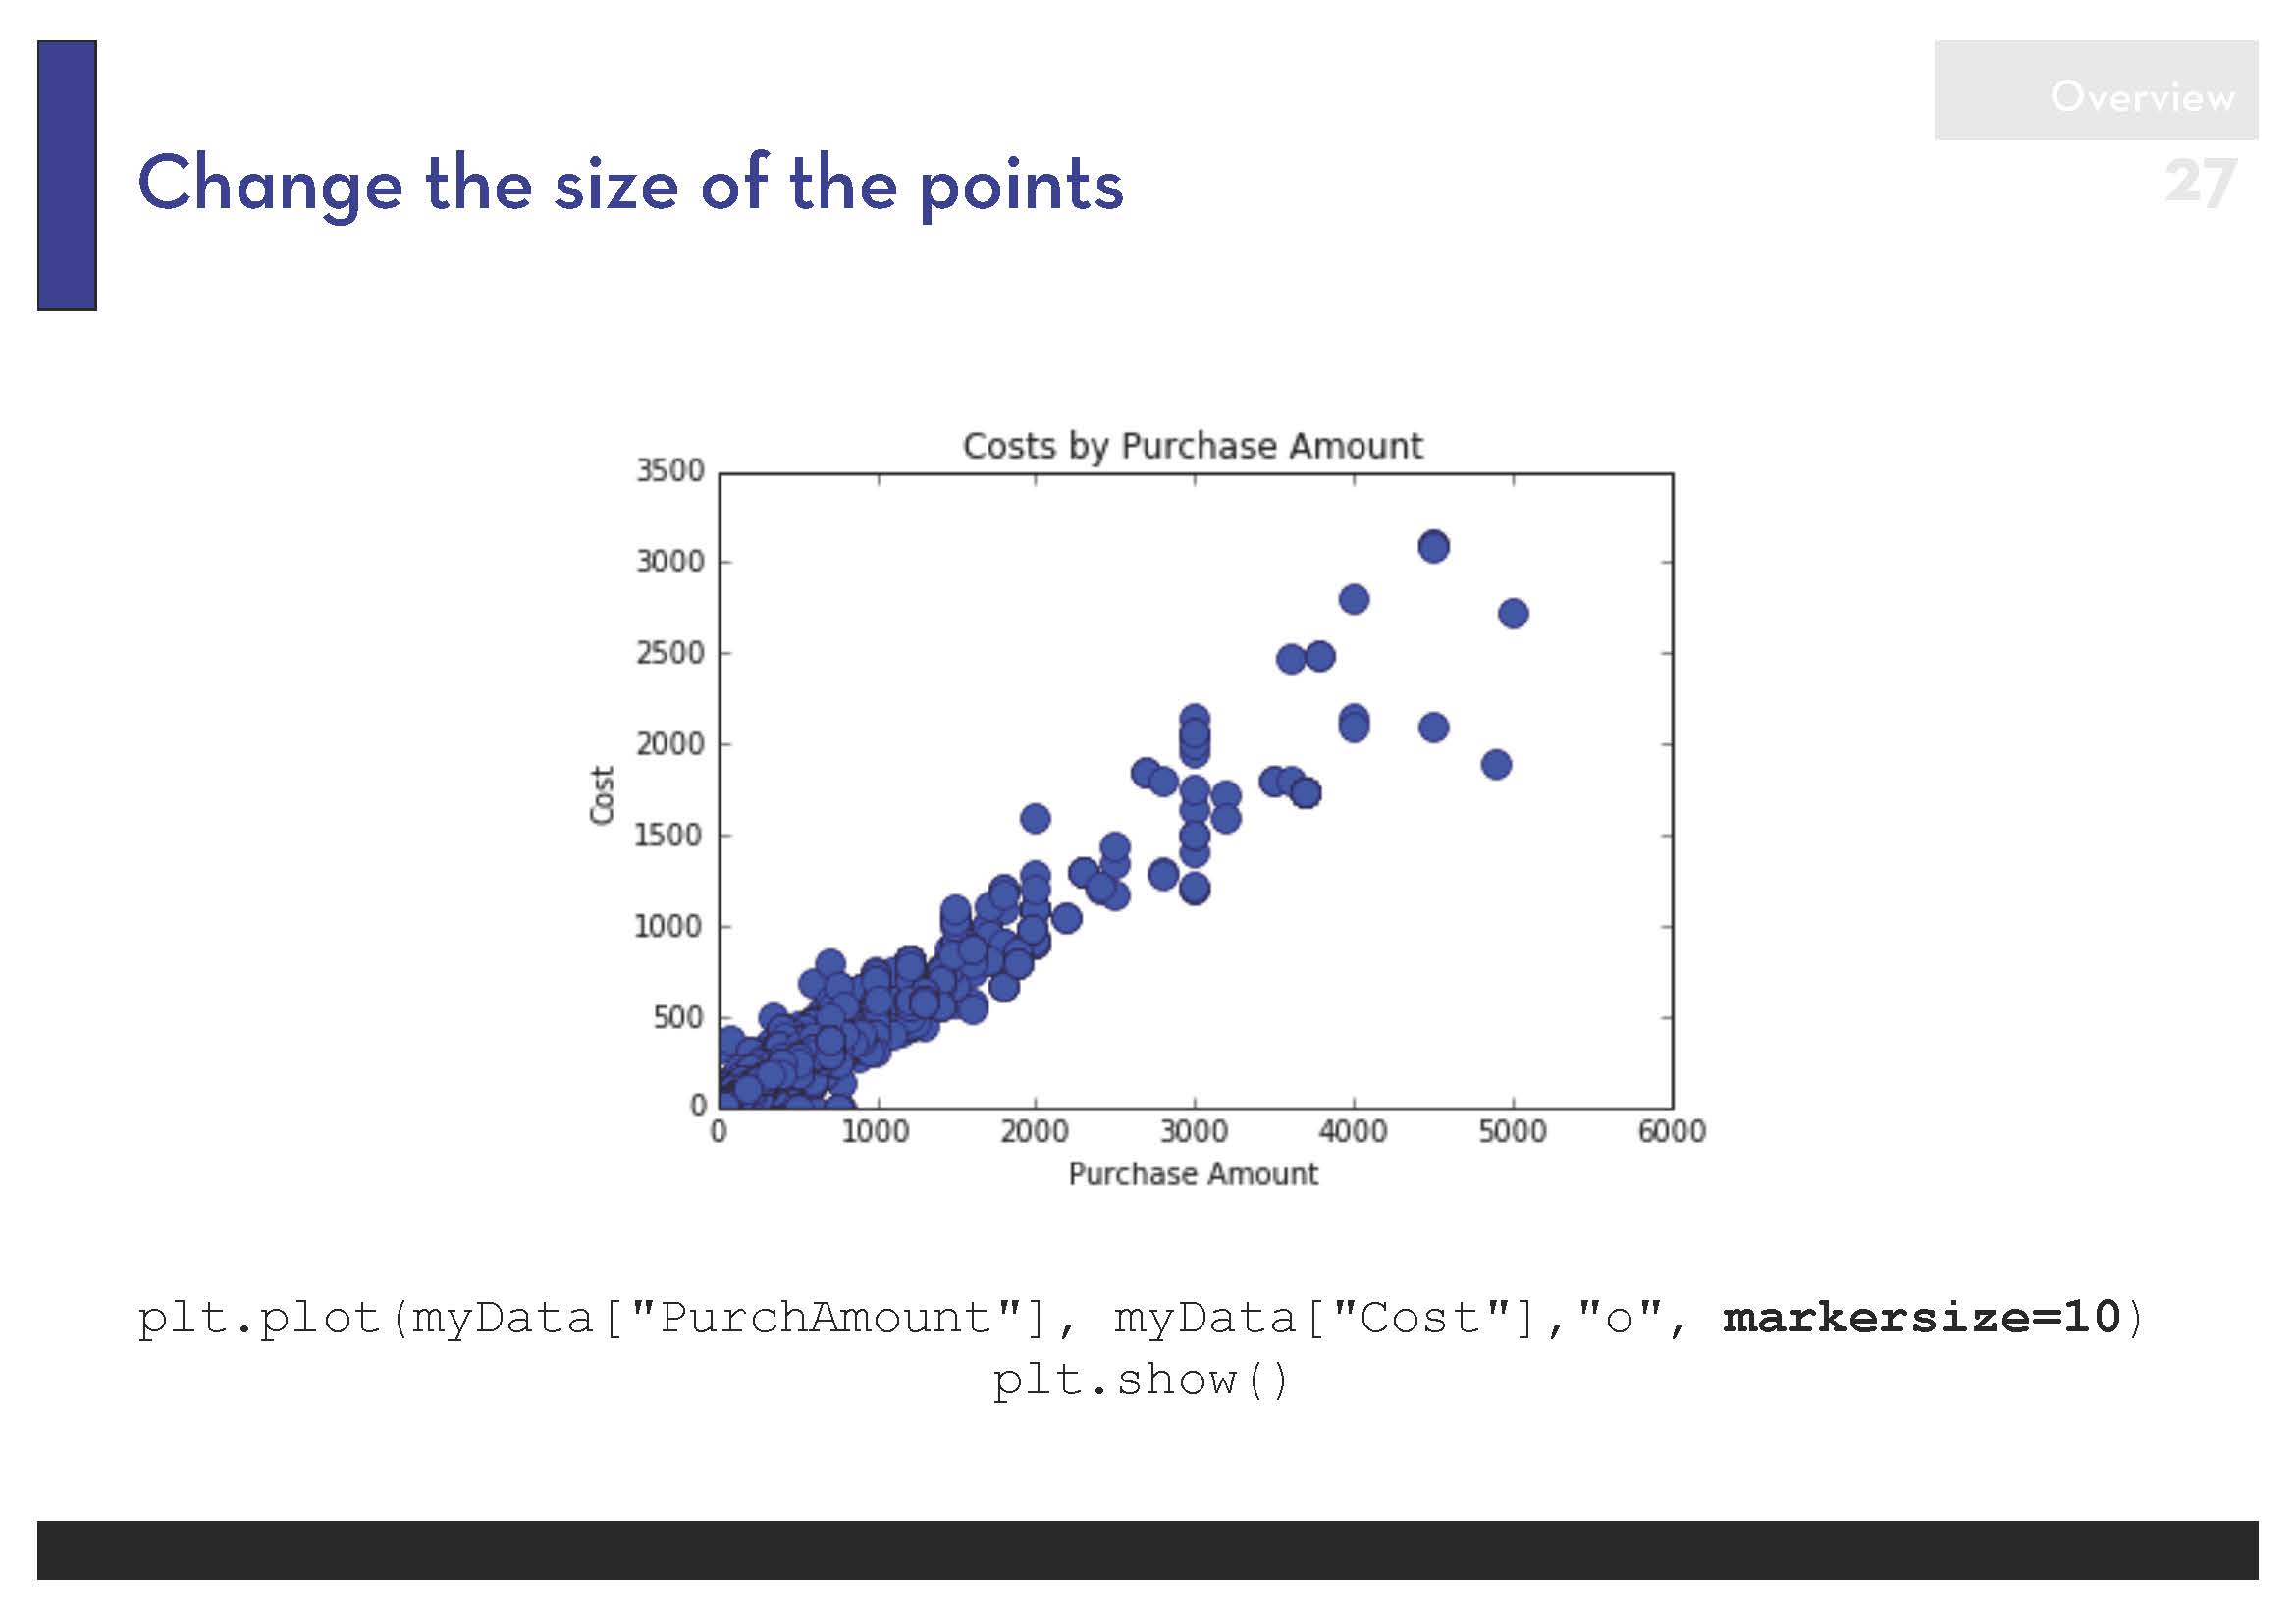 Overview
27
Change the size of the points
Costs by Purchase Amount
3500
3000
2500
2000
1500
1000
500
0
Cost
0 1000 2000 3000 4000 5000 6000
Purchase Amount
plt.plot(myData["PurchAmount"], myData["Cost"],"o", markersize=10)
plt.show()